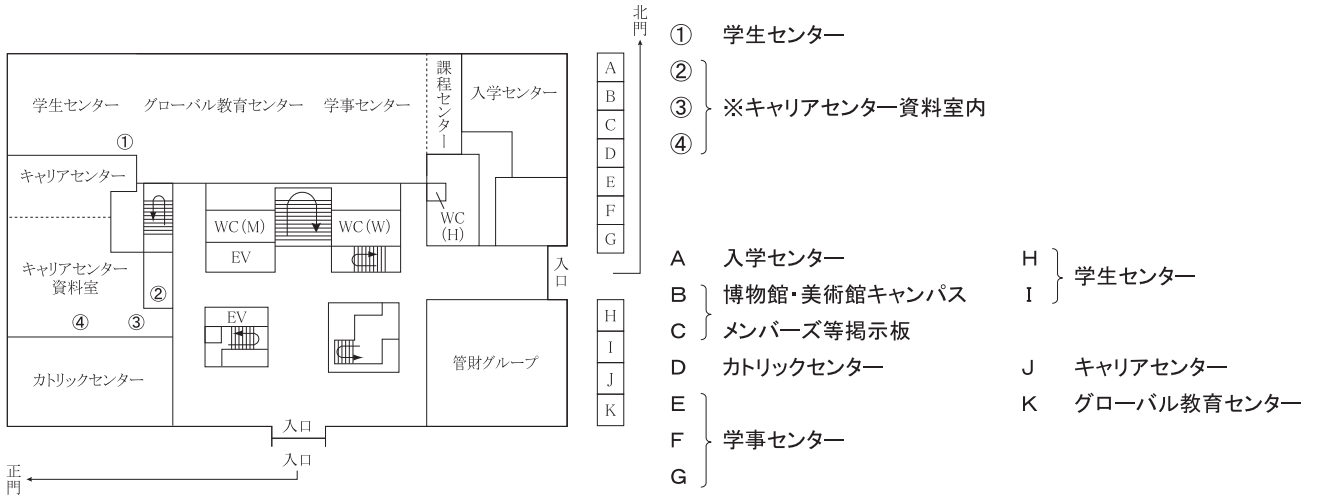 北門
学生センター
グローバル教育センター
学事センター
課程センター
入学センター
①
キャリアセンター
WC(M)
WC(W)
WC
(H)
EV
キャリアセンター
資料室
②
④
③
EV
カトリックセンター
管財グループ
入口
入口
入口
正門
A
B
C
D
E
F
G
H
I
J
K
① 学生センター
②
③ ※キャリアセンター資料室内
④
A 入学センター
B 博物館・美術館キャンパス
C メンバーズ等掲示板
D カトリックセンター
E
F 学事センター
G
H
I 学生センター
J キャリアセンター
K グローバル教育センター